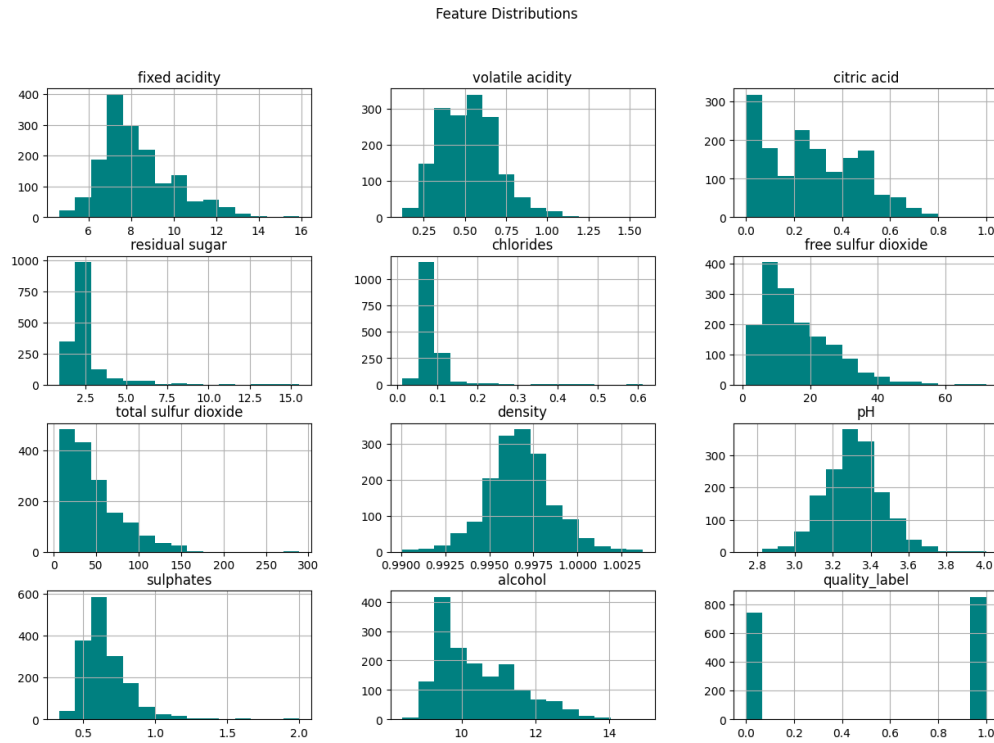 Feature Distributions
fixed acidity
400
300
200
100
0
6 8 10 12 14 16
volatile acidity
300
200
100
0
0.25 0.50 0.75 1.00 1.25 1.50
citric acid
300
200
100
0
0.0 0.2 0.4 0.6 0.8 1.0
residual sugar
1000
750
500
250
0
2.5 5.0 7.5 10.0 12.5 15.0
chlorides
1000
750
500
250
0
0.0 0.1 0.2 0.3 0.4 0.5 0.6
free sulfur dioxide
400
300
200
100
0
0 20 40 60
total sulfur dioxide
400
200
0
0 50 100 150 200 250 300
density
300
200
100
0
0.9900 0.9925 0.9950 0.9975 1.0000 1.0025
pH
300
200
100
0
2.8 3.0 3.2 3.4 3.6 3.8 4.0
sulphates
600
400
200
0
0.5 1.0 1.5 2.0
alcohol
400
300
200
100
0
10 12 14
quality_label
800
600
400
200
0
0.0 0.2 0.4 0.6 0.8 1.0